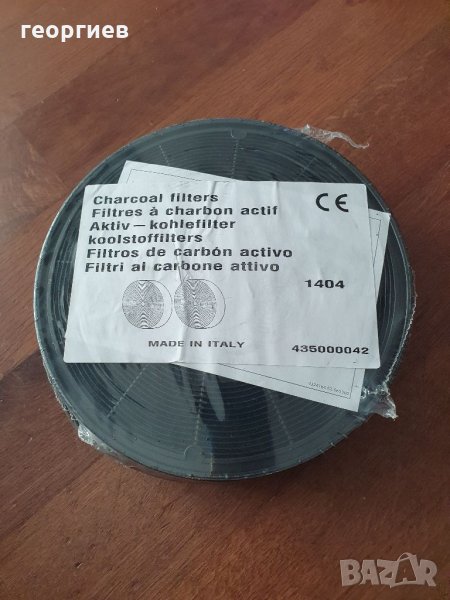 георгиев
Charcoal filters
Filtres à charbon actif
Aktiv – kohlefilter
koolstoffilters
Filtros de carbón activo
Filtri al carbone attivo
CE
1404
MADE IN ITALY
435000042
BAZAR